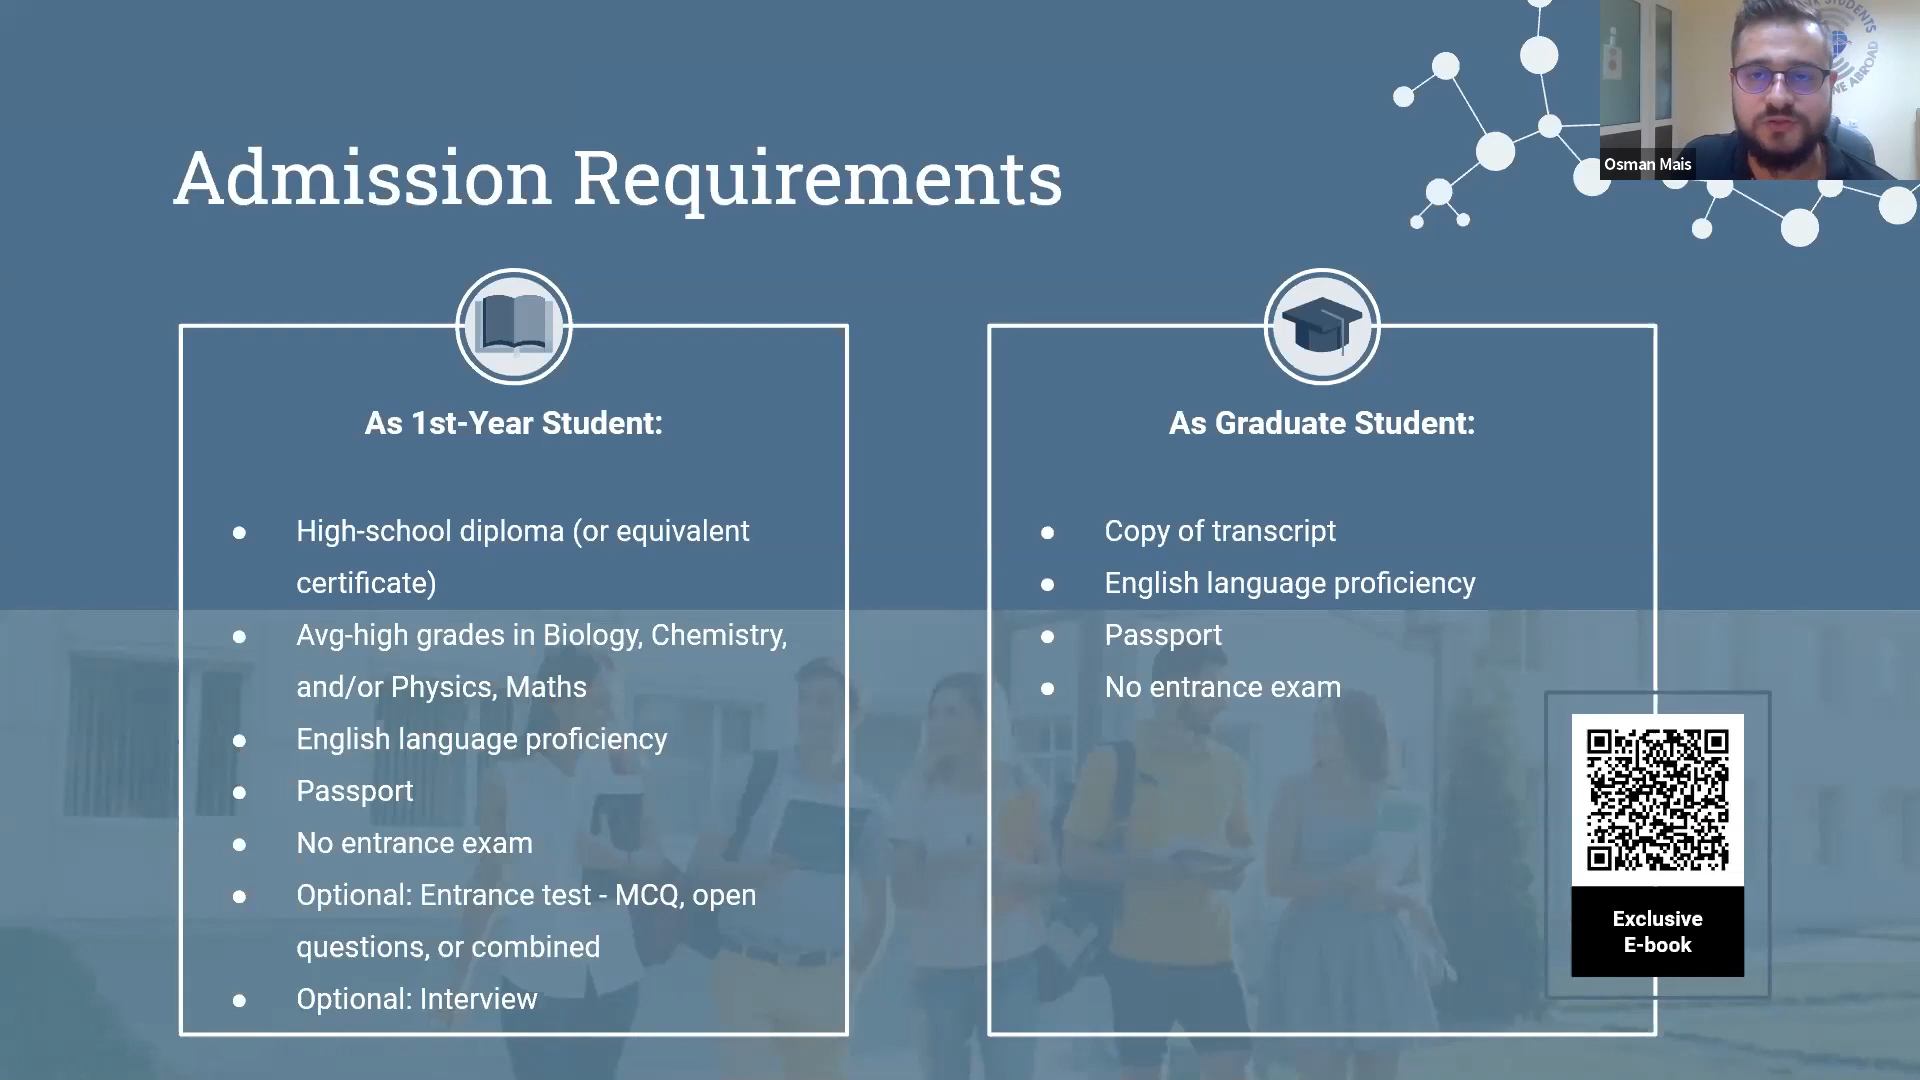 STUDENTS
ABROAD
Osman Mais
Admission Requirements
As 1st-Year Student:
● High-school diploma (or equivalent
certificate)
● Avg-high grades in Biology, Chemistry,
and/or Physics, Maths
● English language proficiency
● Passport
● No entrance exam
● Optional: Entrance test - MCQ, open
questions, or combined
● Optional: Interview
As Graduate Student:
● Copy of transcript
● English language proficiency
● Passport
● No entrance exam
Exclusive
E-book